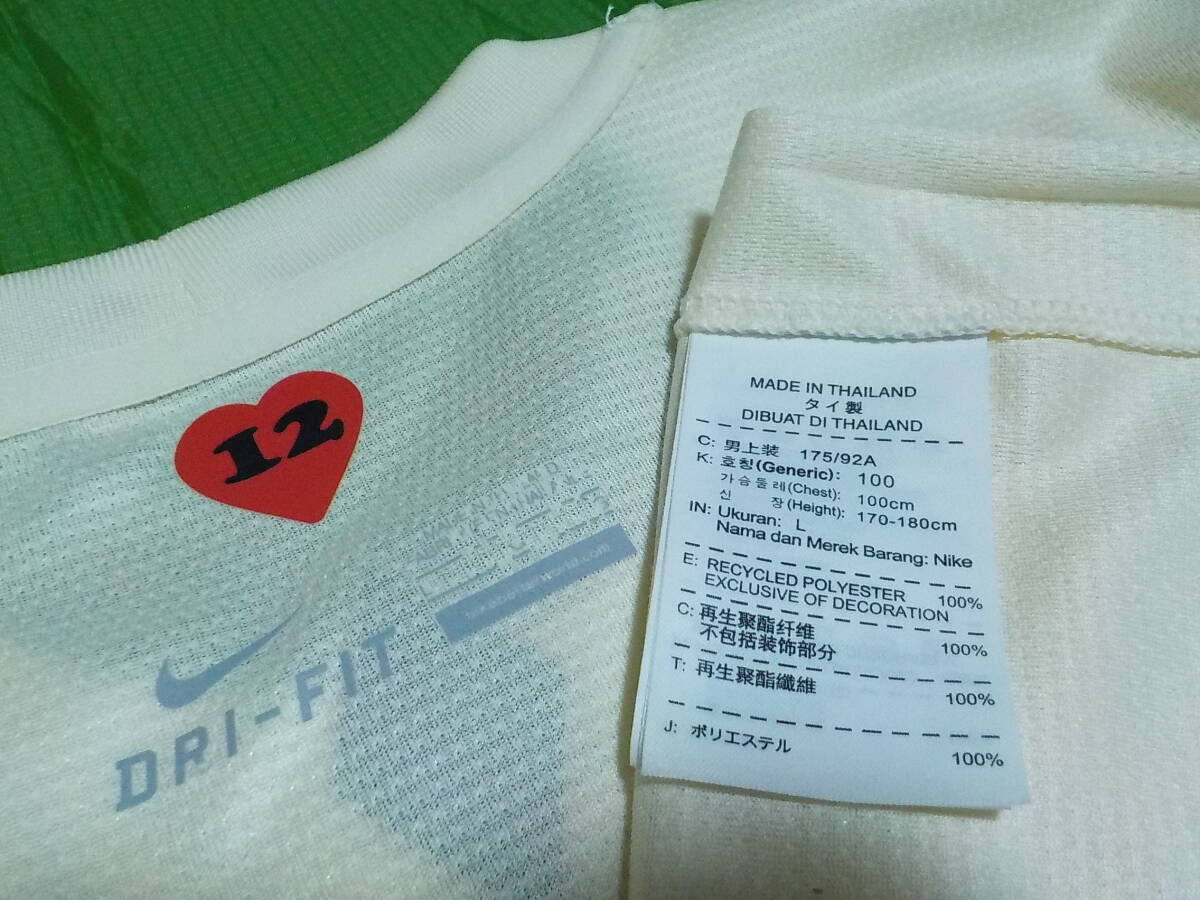 12
DRI-FIT
L
nikebetterworld.com
MADE IN THAILAND
タイ製
DIBUAT DI THAILAND
C: 男上装 175/92A
K: 호칭(Generic): 100
가슴둘레(Chest): 100cm
신 장(Height): 170-180cm
IN: Ukuran: L
Nama dan Merek Barang: Nike
E: RECYCLED POLYESTER 100%
EXCLUSIVE OF DECORATION
C: 再生聚酯纤维 100%
不包括装饰部分
T: 再生聚酯纖維 100%
J: ポリエステル 100%